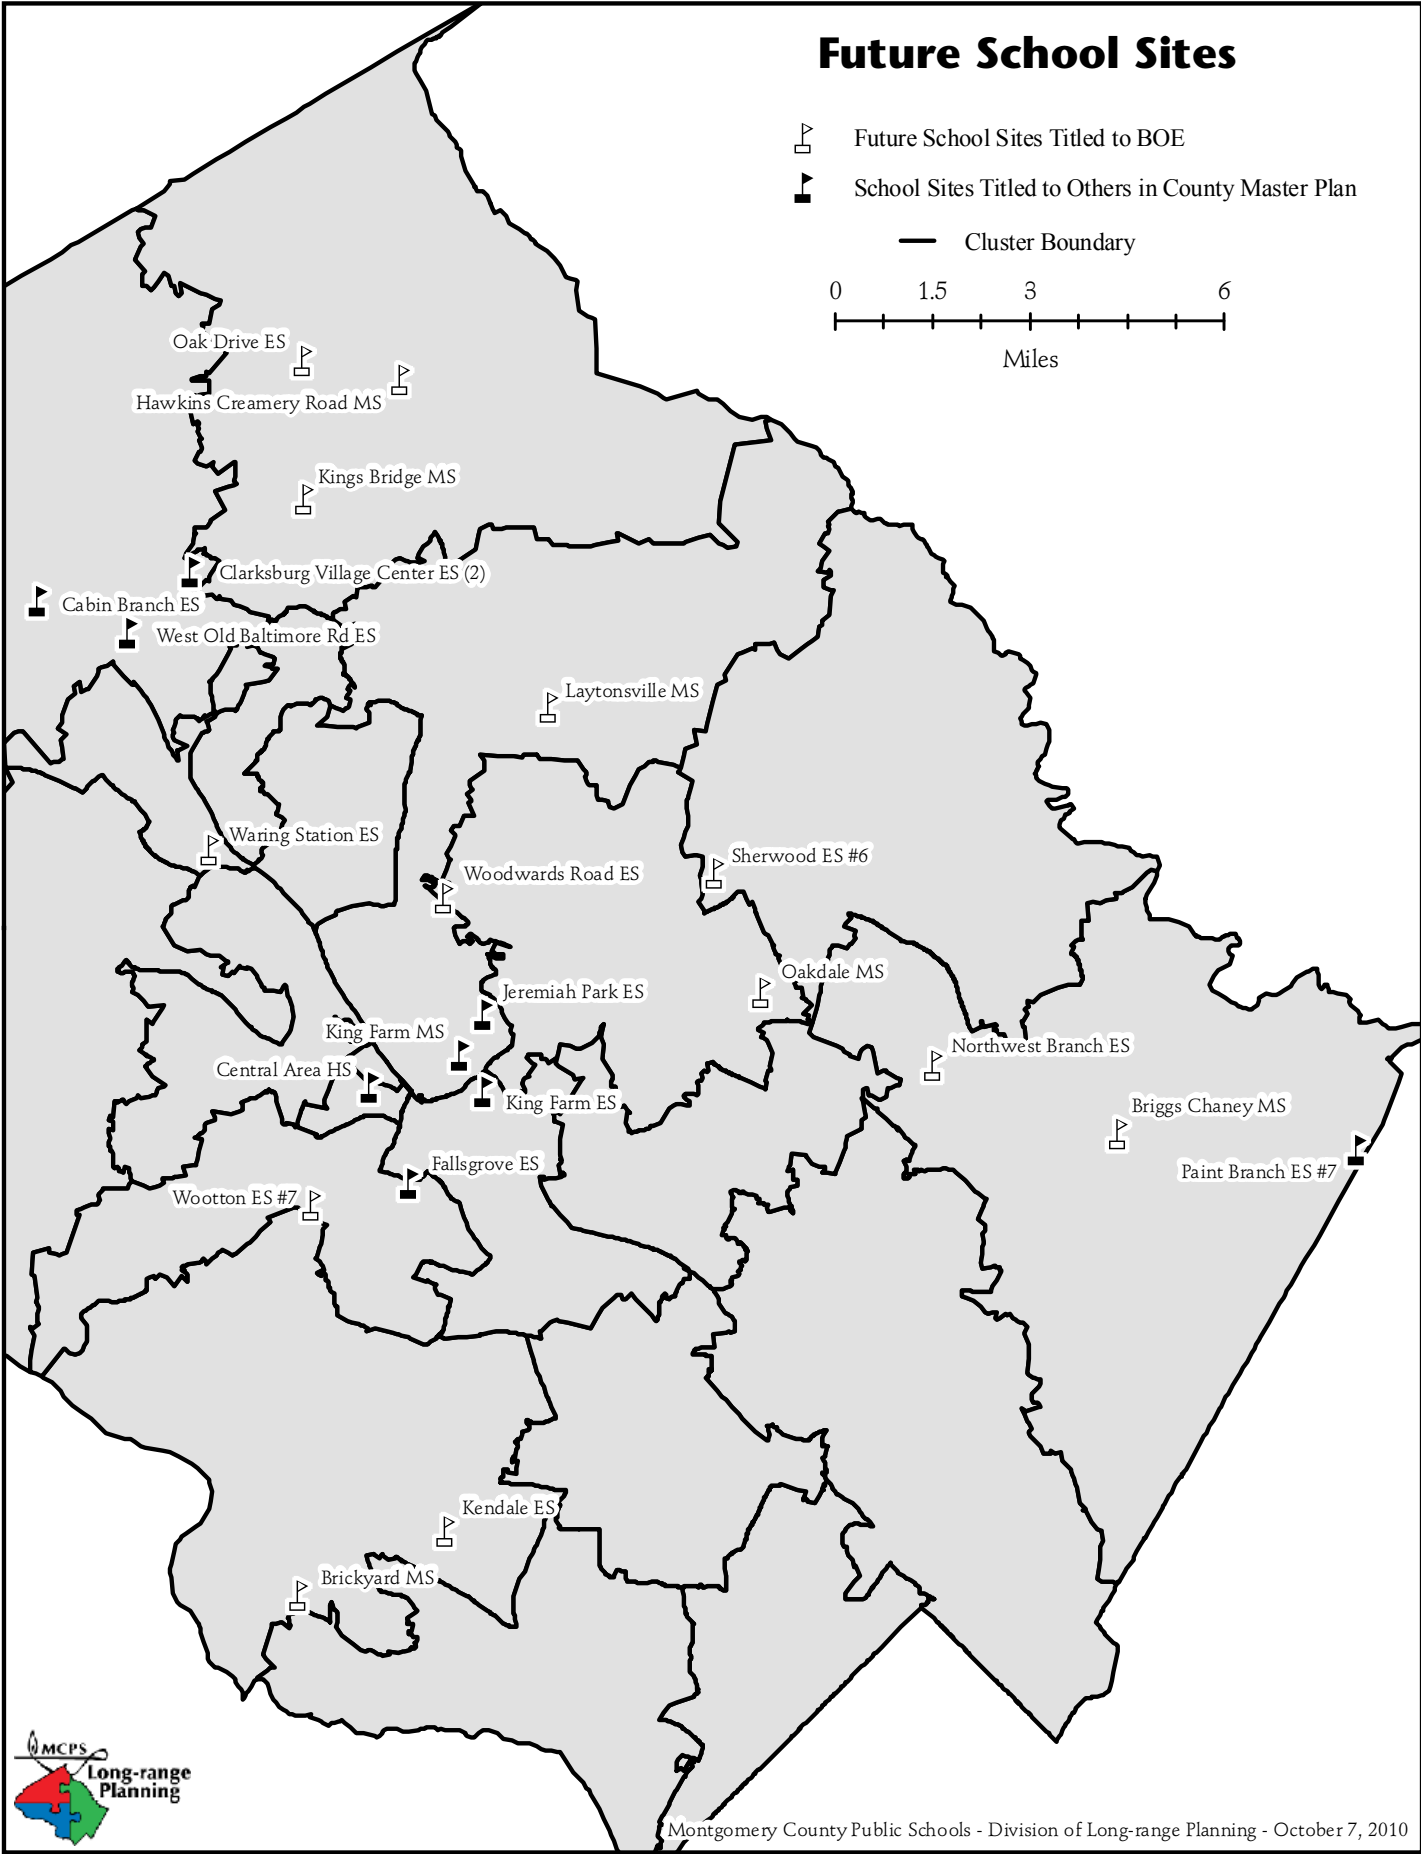 Future School Sites
Future School Sites Titled to BOE
School Sites Titled to Others in County Master Plan
Cluster Boundary
0 1.5 3 6
Miles
Oak Drive ES
Hawkins Creamery Road MS
Kings Bridge MS
Clarksburg Village Center ES (2)
Cabin Branch ES
West Old Baltimore Rd ES
Laytonsville MS
Waring Station ES
Sherwood ES #6
Woodwards Road ES
Oakdale MS
Jeremiah Park ES
King Farm MS
Northwest Branch ES
Central Area HS
King Farm ES
Briggs Chaney MS
Fallsgrove ES
Paint Branch ES #7
Wootton ES #7
Kendale ES
Brickyard MS
MCPS
Long-range
Planning
Montgomery County Public Schools - Division of Long-range Planning - October 7, 2010